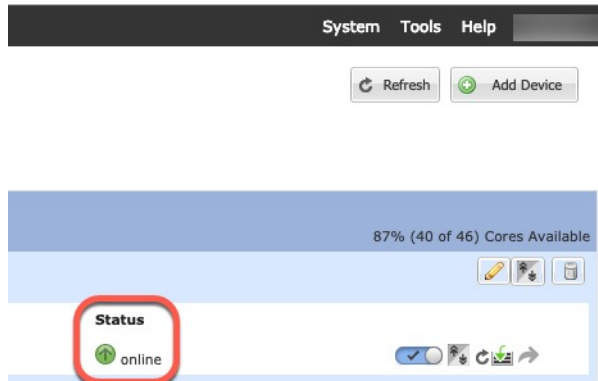 System Tools Help
Refresh Add Device
87% (40 of 46) Cores Available
Status
online